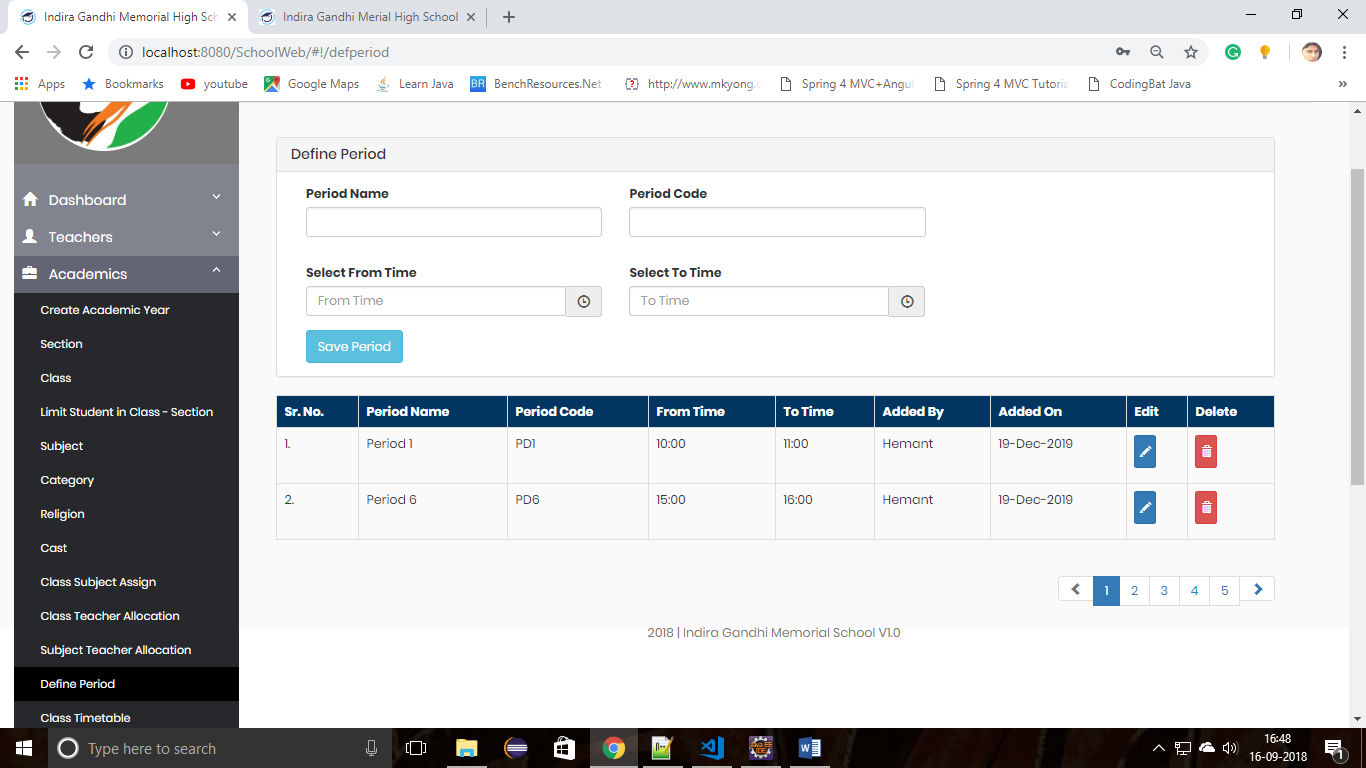 Indira Gandhi Memorial High Sch
Indira Gandhi Merial High School
localhost:8080/SchoolWeb/#!/defperiod
Apps Bookmarks youtube Google Maps Learn Java BR BenchResources.Net http://www.mkyong.c Spring 4 MVC+Angul Spring 4 MVC Tutoria CodingBat Java »
Dashboard
Teachers
Academics
Create Academic Year
Section
Class
Limit Student in Class - Section
Subject
Category
Religion
Cast
Class Subject Assign
Class Teacher Allocation
Subject Teacher Allocation
Define Period
Class Timetable
Define Period
Period Name Period Code
Select From Time Select To Time
From Time To Time
Save Period
Sr. No. Period Name Period Code From Time To Time Added By Added On Edit Delete
1. Period 1 PD1 10:00 11:00 Hemant 19-Dec-2019
2. Period 6 PD6 15:00 16:00 Hemant 19-Dec-2019
1 2 3 4 5
2018 | Indira Gandhi Memorial School V1.0
Type here to search
16:48
16-09-2018
1